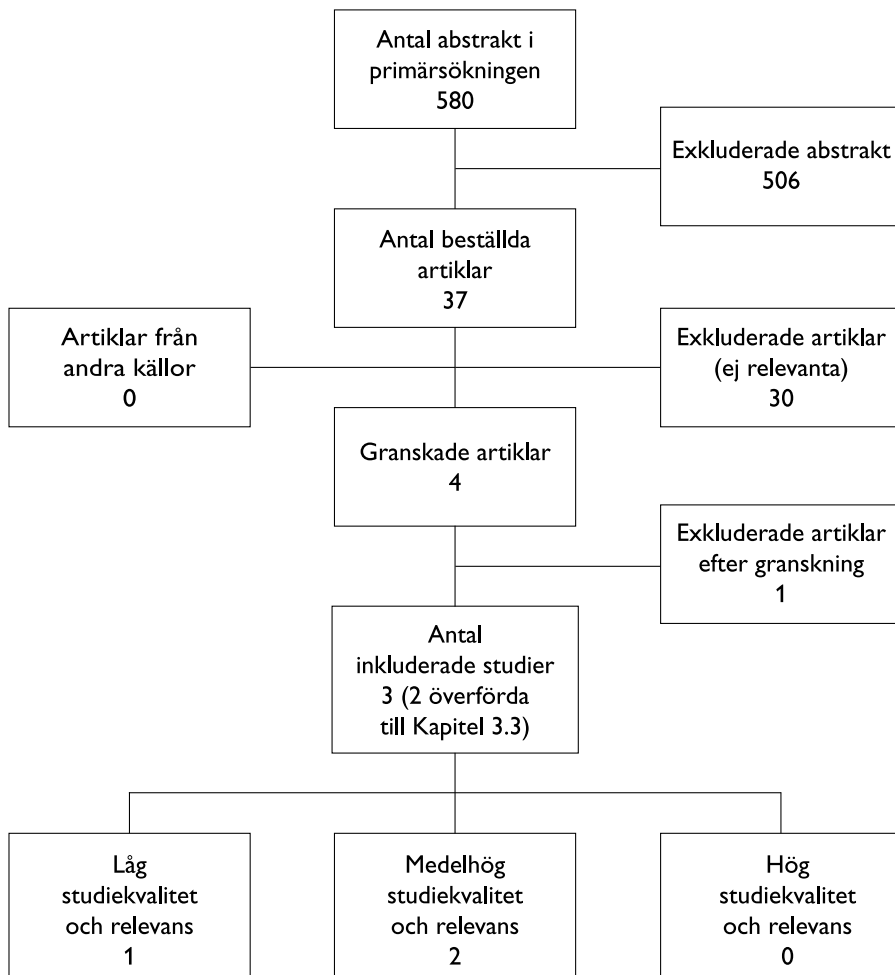 Antal abstrakt i
primärsökningen
580
Exkluderade abstrakt
506
Antal beställda
artiklar
37
Artiklar från
andra källor
0
Exkluderade artiklar
(ej relevanta)
30
Granskade artiklar
4
Exkluderade artiklar
efter granskning
1
Antal
inkluderade studier
3 (2 överförda
till Kapitel 3.3)
Låg
studiekvalitet
och relevans
1
Medelhög
studiekvalitet
och relevans
2
Hög
studiekvalitet
och relevans
0